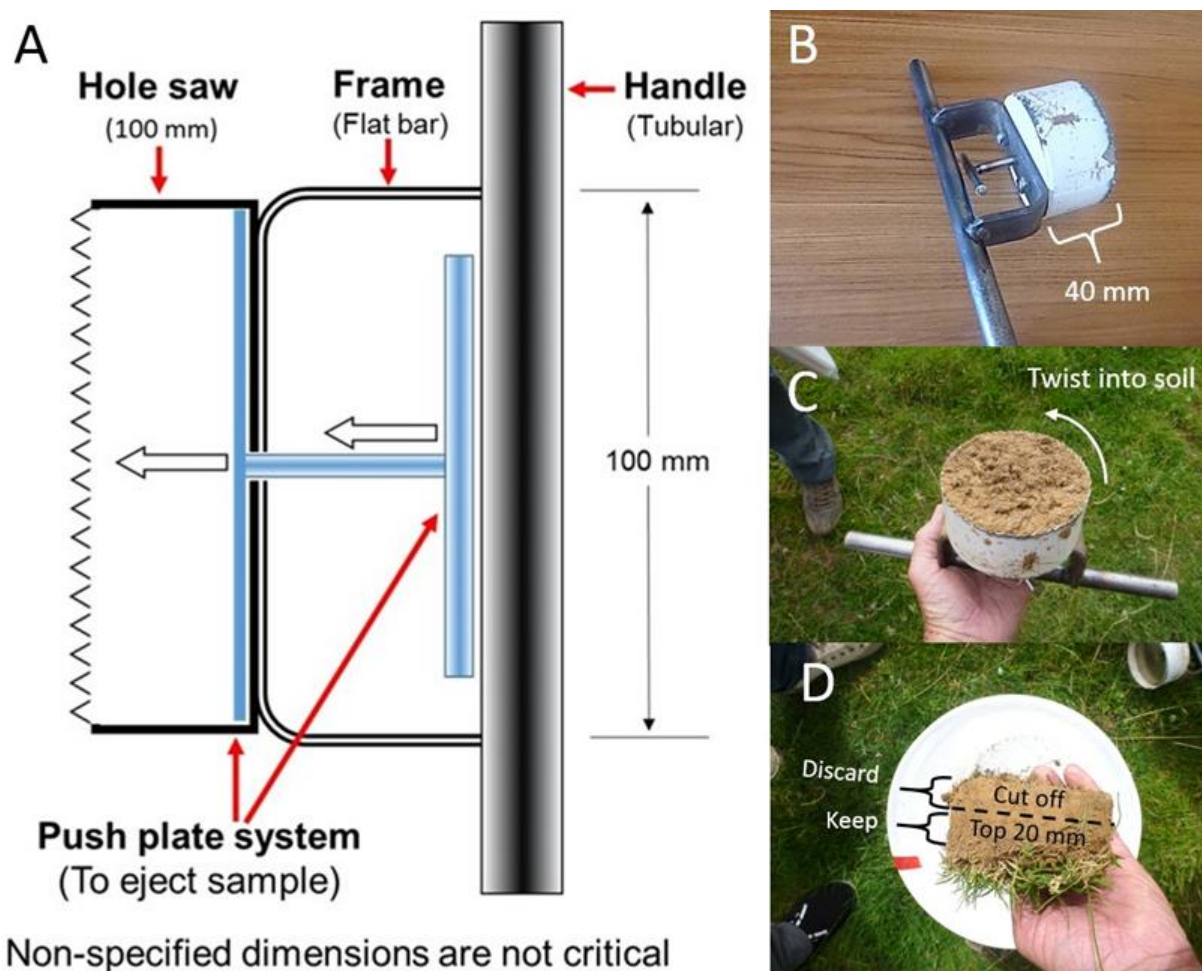 A
Hole saw
(100 mm)
Frame
(Flat bar)
Handle
(Tubular)
100 mm
Push plate system
(To eject sample)
Non-specified dimensions are not critical
B
40 mm
C
Twist into soil
D
Discard
Keep
Cut off
Top 20 mm